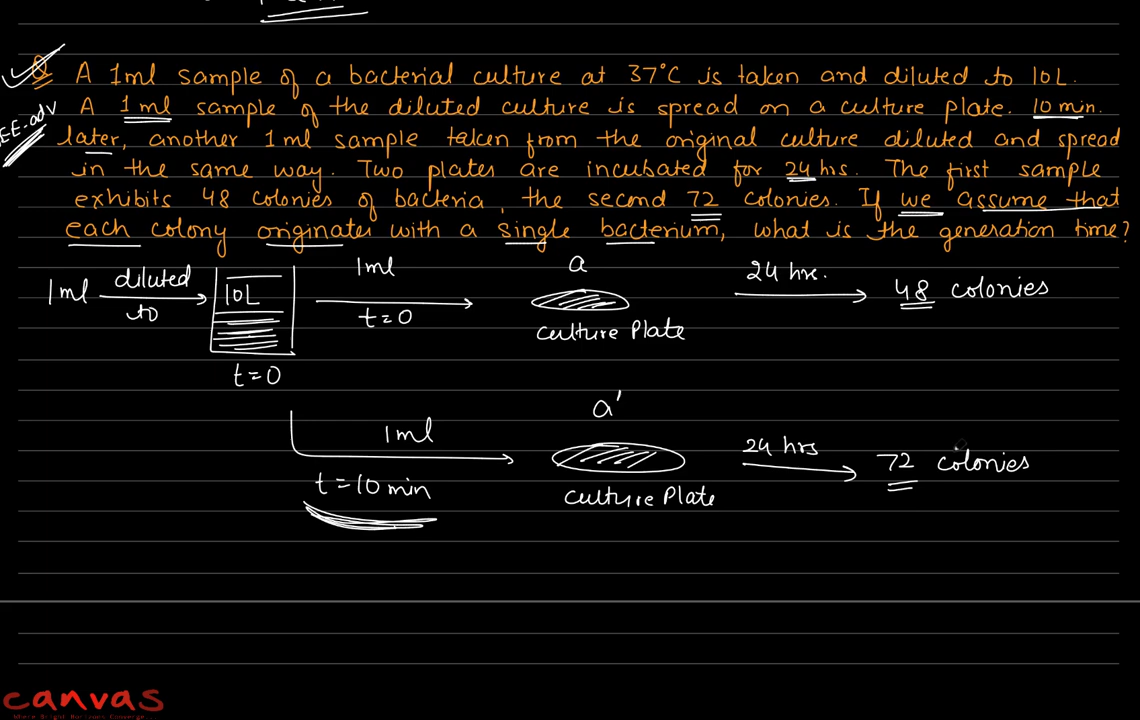 Q A 1ml sample of a bacterial culture at 37°C is taken and diluted to 10L.
EE-adv A 1ml sample of the diluted culture is spread on a culture plate. 10 min.
later, another 1ml sample taken from the original culture diluted and spread
in the same way. Two plates are incubated for 24 hrs. The first sample
exhibits 48 colonies of bacteria, the second 72 colonies. If we assume that
each colony originates with a single bacterium, what is the generation time?
1ml diluted to 10L 1ml t=0 a culture Plate 24 hrs. 48 colonies
t=0
1ml t=10 min a' culture Plate 24 hrs 72 colonies
canvas